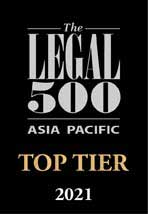 The
LEGAL
500
ASIA PACIFIC
TOP TIER
2021